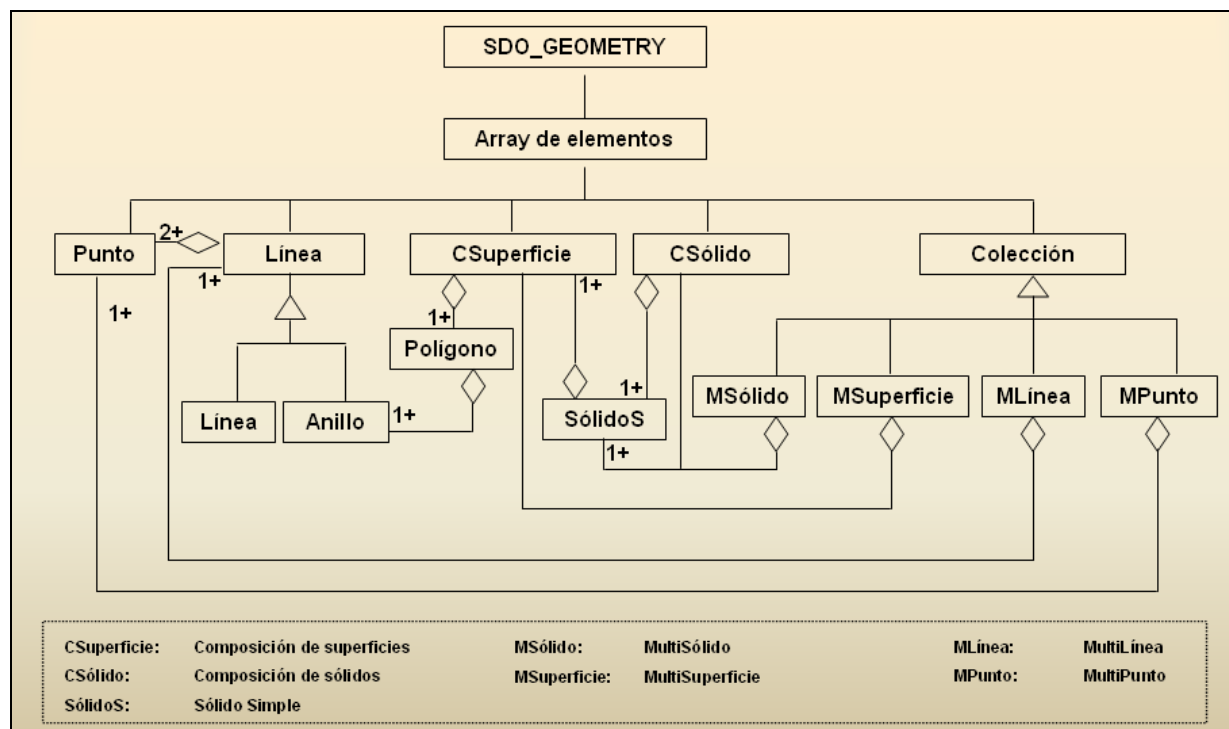 SDO_GEOMETRY
Array de elementos
Punto
2+
Línea
CSuperficie
CSólido
Colección
1+
1+
1+
1+
Polígono
MSólido
MSuperficie
MLínea
MPunto
1+
Línea
Anillo
1+
SólidoS
1+
CSuperficie: Composición de superficies MSólido: MultiSólido MLínea: MultiLínea
CSólido: Composición de sólidos MSuperficie: MultiSuperficie MPunto: MultiPunto
SólidoS: Sólido Simple